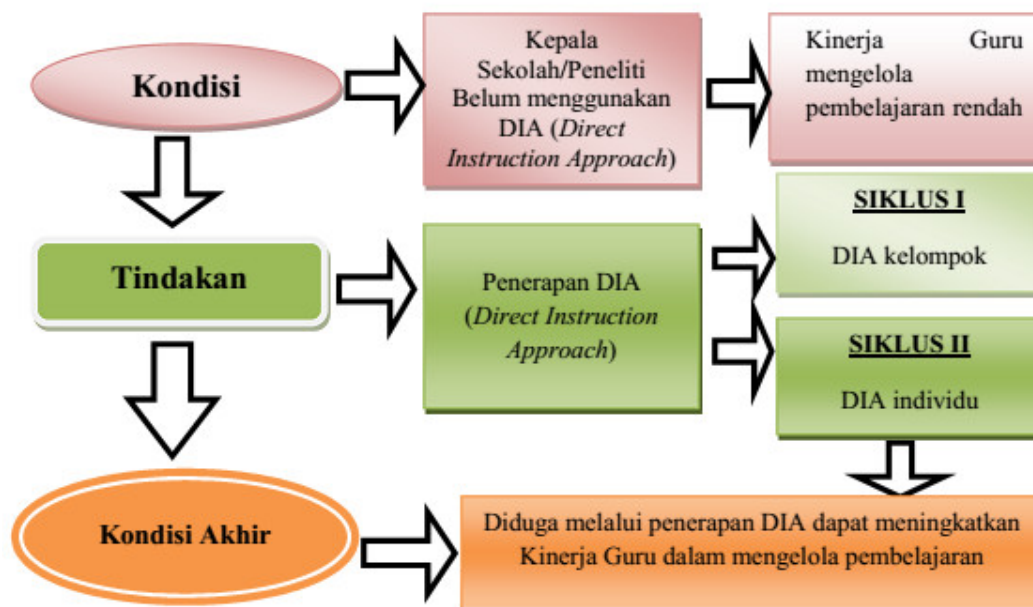 Kondisi
Kepala
Sekolah/Peneliti
Belum menggunakan
DIA (Direct
Instruction Approach)
Kinerja Guru
mengelola
pembelajaran rendah
Tindakan
Penerapan DIA
(Direct Instruction
Approach)
SIKLUS I
DIA kelompok
SIKLUS II
DIA individu
Kondisi Akhir
Diduga melalui penerapan DIA dapat meningkatkan
Kinerja Guru dalam mengelola pembelajaran